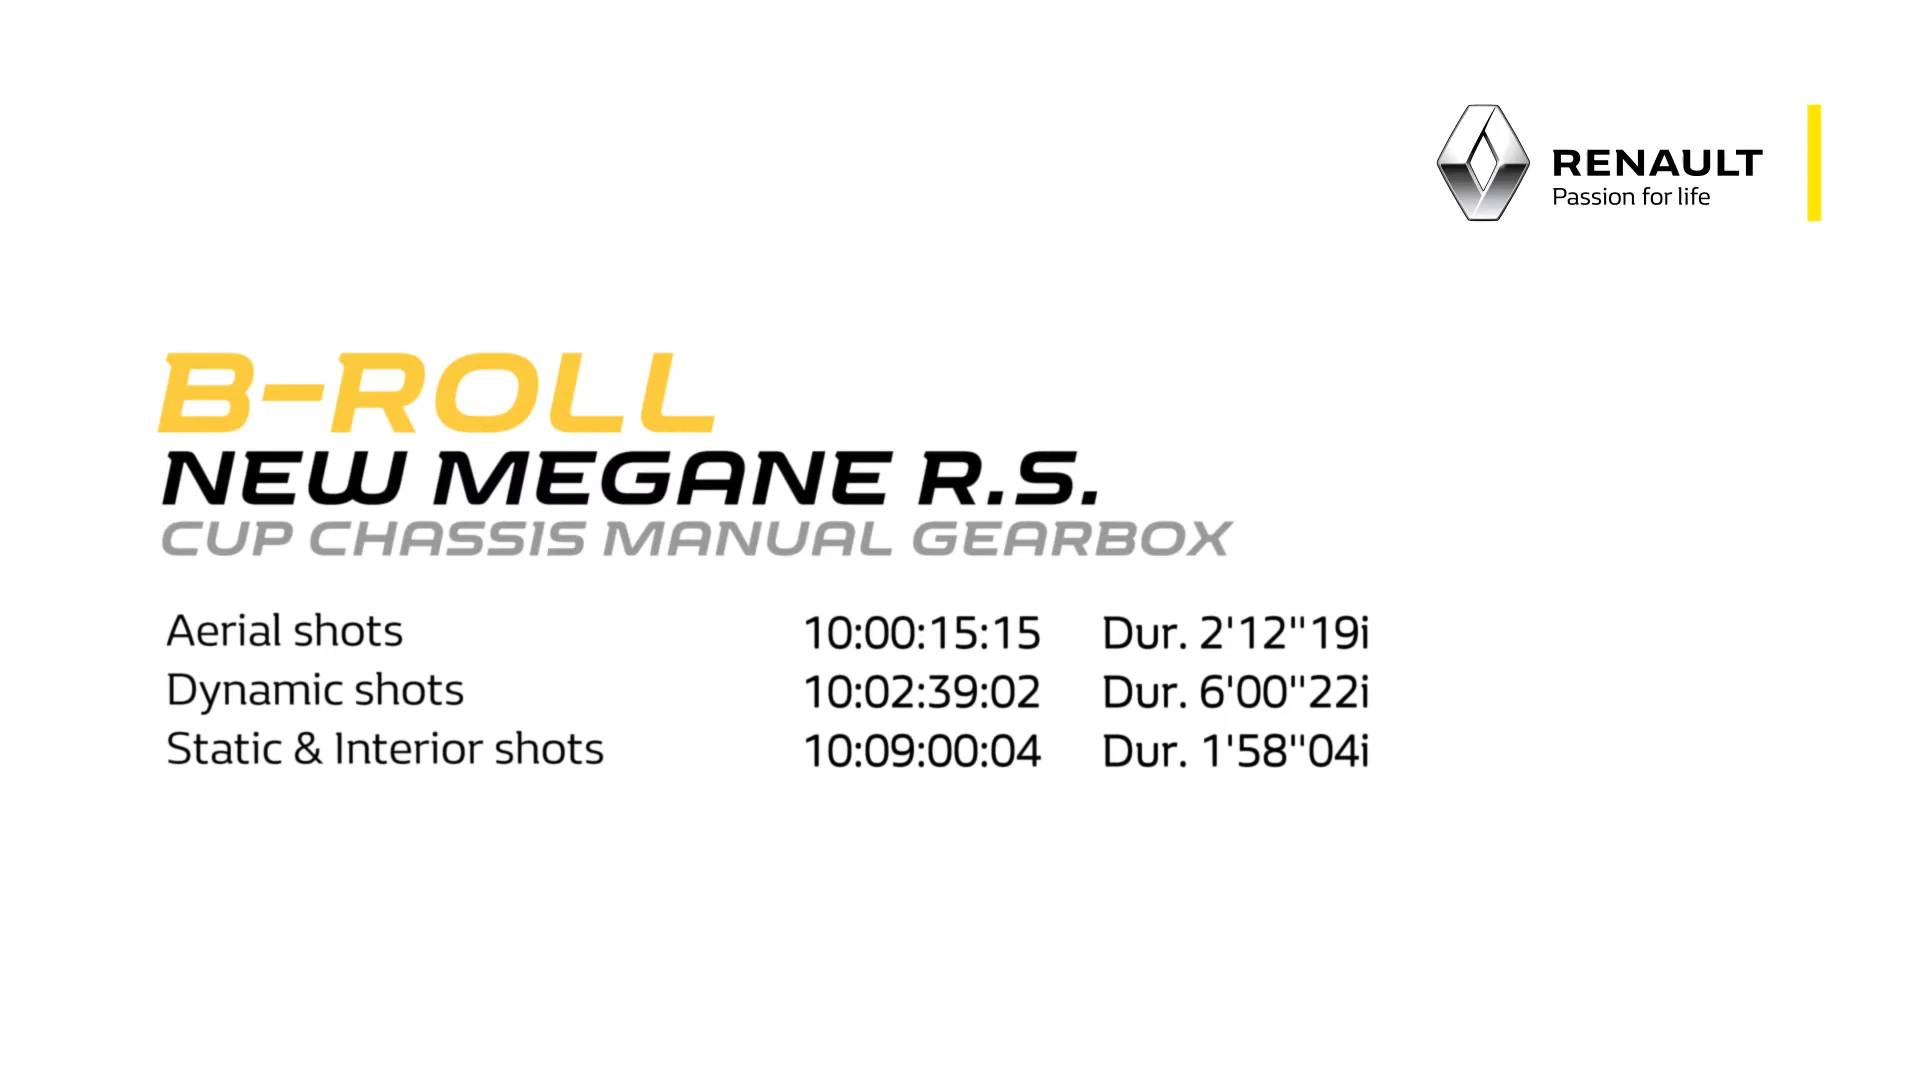 RENAULT
Passion for life
B-ROLL
NEW MEGANE R.S.
CUP CHASSIS MANUAL GEARBOX
Aerial shots 10:00:15:15 Dur. 2'12"19i
Dynamic shots 10:02:39:02 Dur. 6'00"22i
Static & Interior shots 10:09:00:04 Dur. 1'58"04i